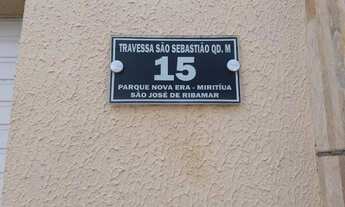 TRAVESSA SÃO SEBASTIÃO QD. M
15
PARQUE NOVA ERA - MIRITÍUA
SÃO JOSÉ DE RIBAMAR